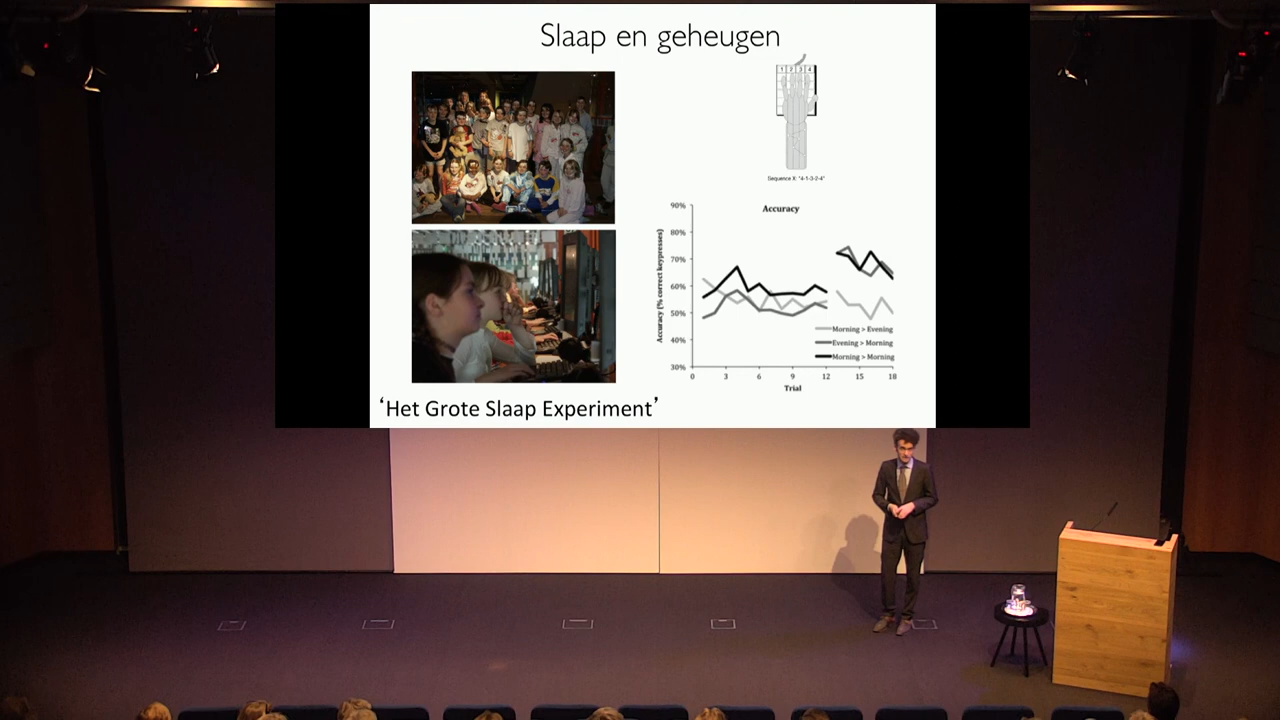 Slaap en geheugen
1 2 3 4
Sequence X: "4-1-3-2-4"
Accuracy
Accuracy (% correct keypresses)
90%
80%
70%
60%
50%
40%
30%
Morning > Evening
Evening > Morning
Morning > Morning
0 3 6 9 12 15 18
Trial
‘Het Grote Slaap Experiment’